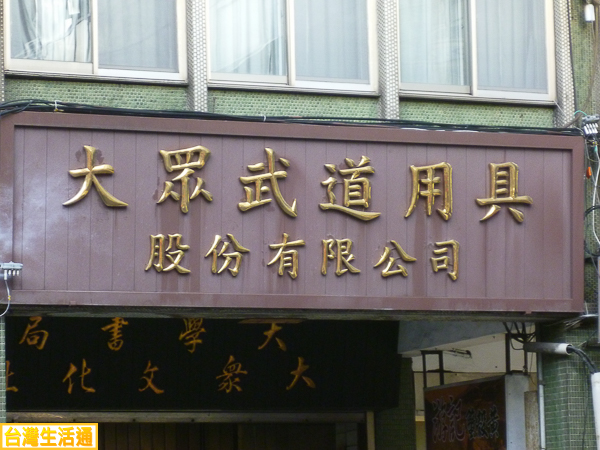 大眾武道用具
股份有限公司
大學書局
大衆文化
台灣生活通